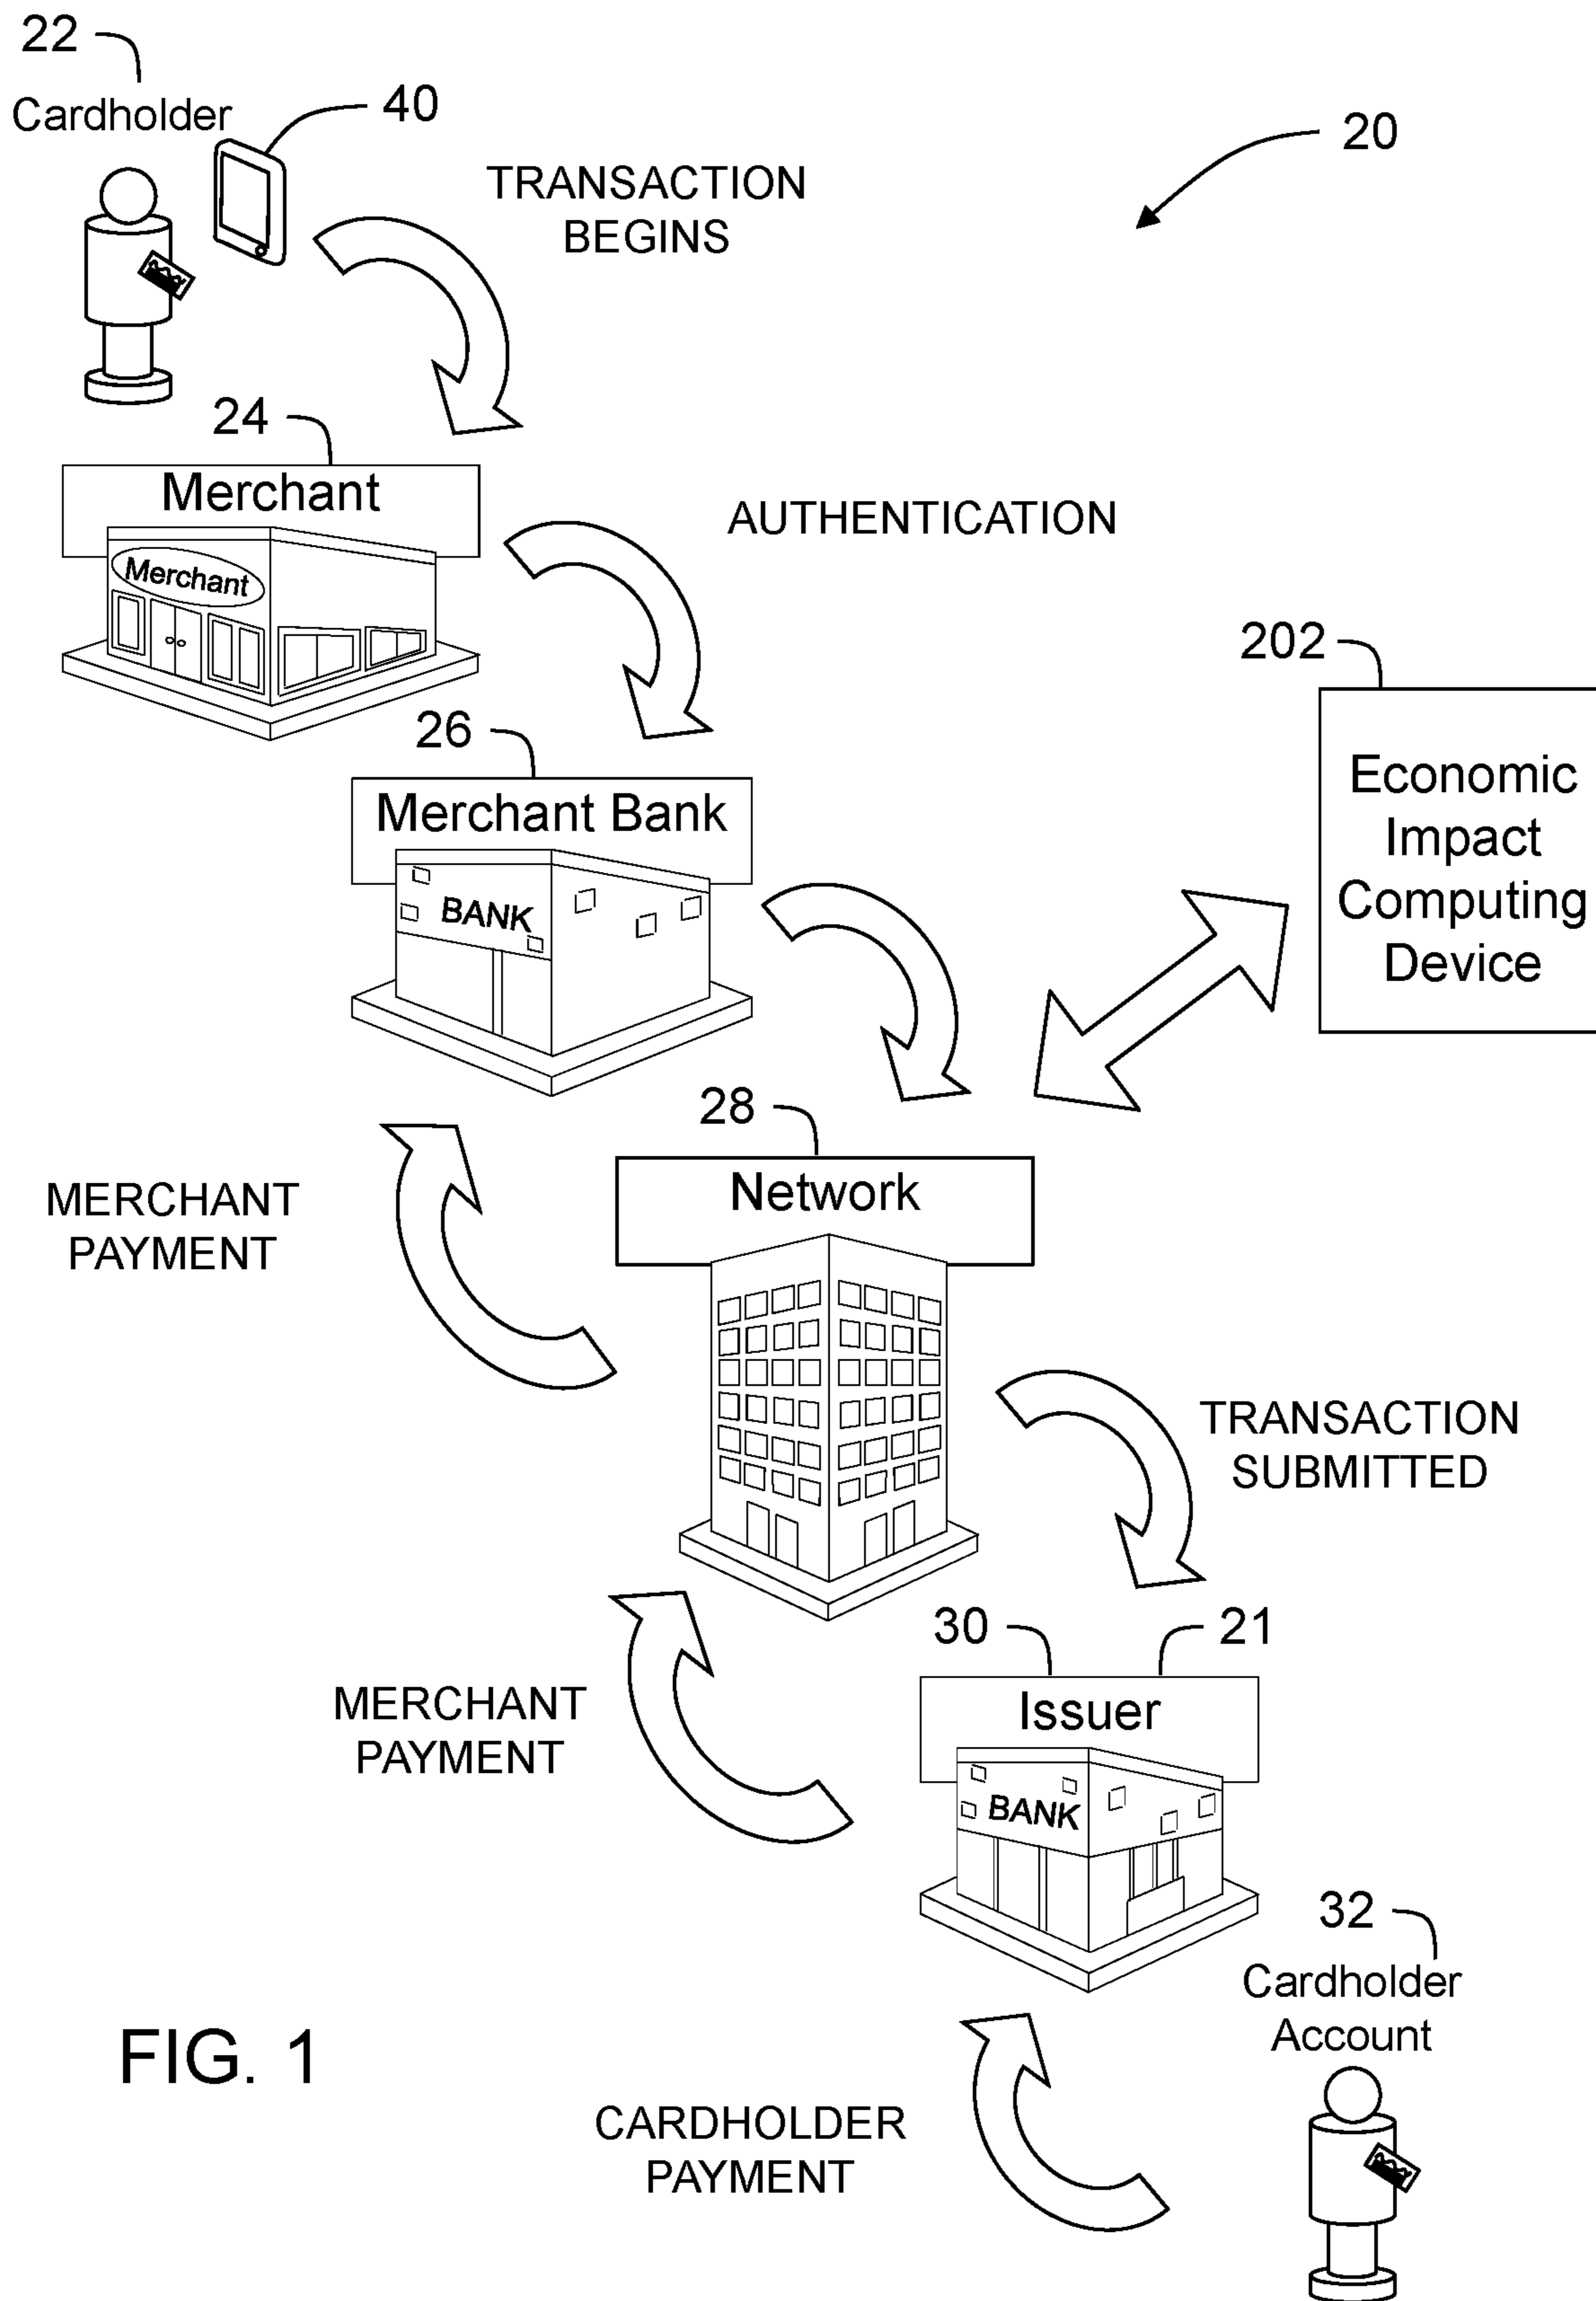 22
Cardholder
40
20
TRANSACTION
BEGINS
24
Merchant
Merchant
AUTHENTICATION
202
Economic
Impact
Computing
Device
26
Merchant Bank
BANK
28
Network
MERCHANT
PAYMENT
TRANSACTION
SUBMITTED
30
21
Issuer
BANK
MERCHANT
PAYMENT
32
Cardholder
Account
FIG. 1
CARDHOLDER
PAYMENT